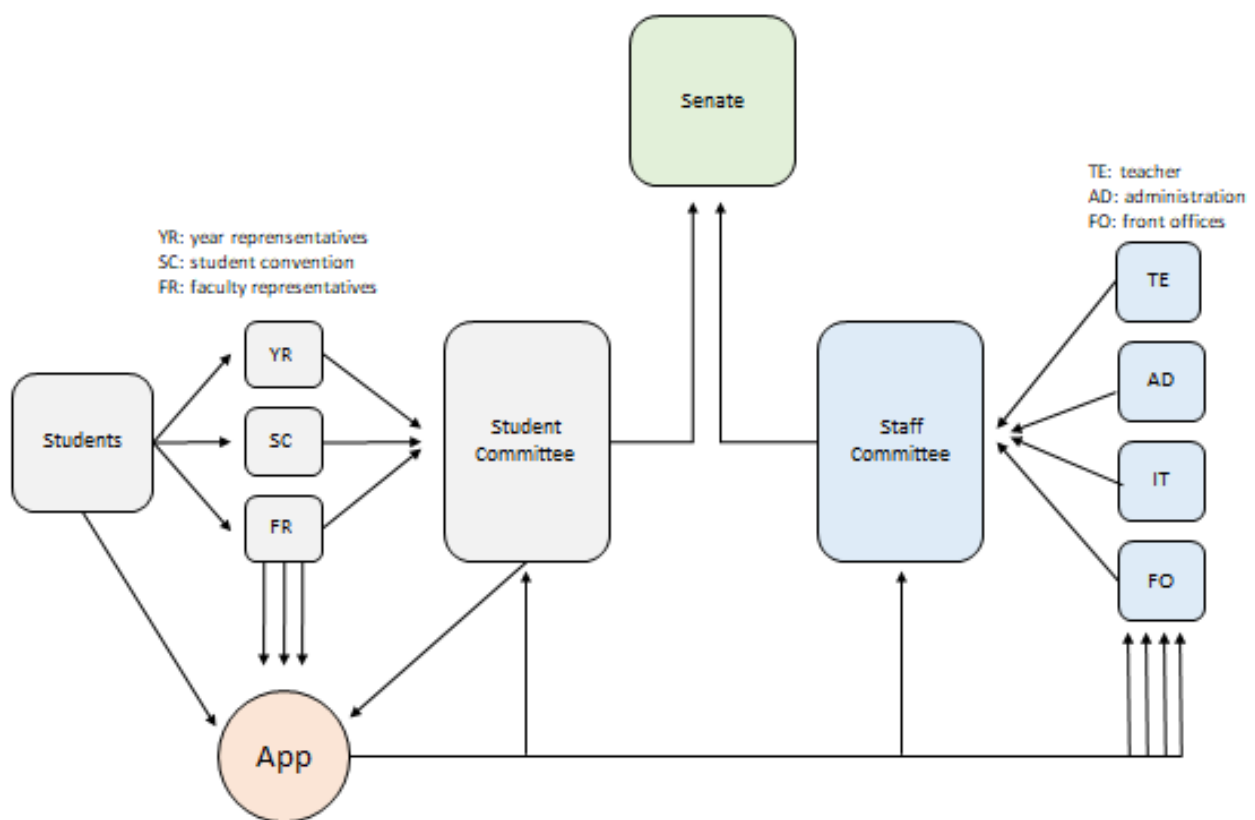 Senate
TE: teacher
AD: administration
FO: front offices
YR: year reprensentatives
SC: student convention
FR: faculty representatives
TE
YR
AD
Students
SC
Student
Committee
Staff
Committee
IT
FR
FO
App